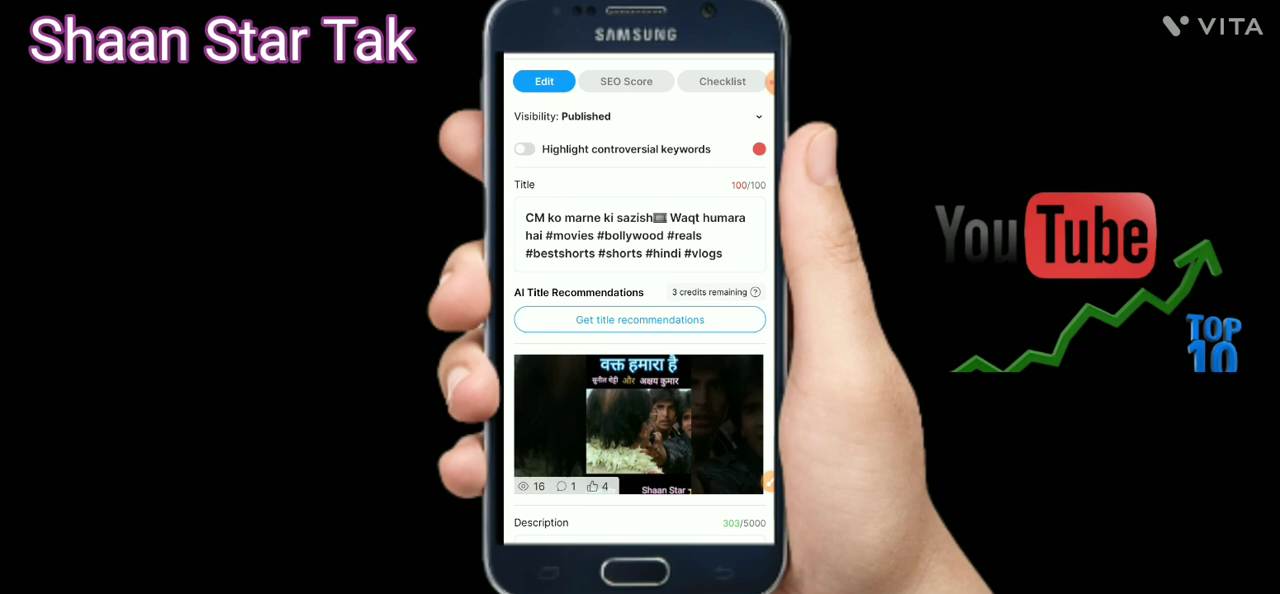 Shaan Star Tak
VITA
SAMSUNG
Edit
SEO Score
Checklist
Visibility: Published
Highlight controversial keywords
Title
100/100
CM ko marne ki sazish🎞️ Waqt humara
hai #movies #bollywood #reals
#bestshorts #shorts #hindi #vlogs
AI Title Recommendations
3 credits remaining ?
Get title recommendations
वक्त हमारा है
सुनील शेट्टी और अक्षय कुमार
16
1
4
Shaan Star
Description
303/5000
YouTube
TOP
10